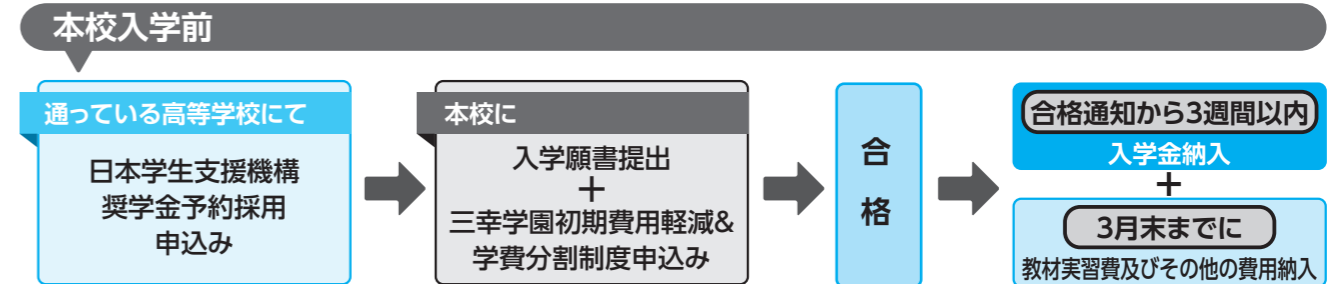 本校入学前
通っている高等学校にて
日本学生支援機構
奨学金予約採用
申込み
本校に
入学願書提出
+
三幸学園初期費用軽減&
学費分割制度申込み
合
格
合格通知から3週間以内
入学金納入
+
3月末までに
教材実習費及びその他の費用納入